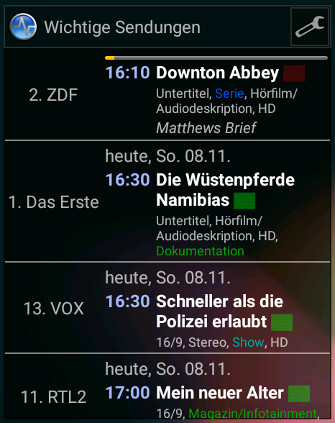 Wichtige Sendungen
2. ZDF
16:10 Downton Abbey
Untertitel, Serie, Hörfilm/
Audiodeskription, HD
Matthews Brief
heute, So. 08.11.
1. Das Erste
16:30 Die Wüstenpferde
Namibias
Untertitel, Hörfilm/
Audiodeskription, HD,
Dokumentation
heute, So. 08.11.
13. VOX
16:30 Schneller als die
Polizei erlaubt
16/9, Stereo, Show, HD
heute, So. 08.11.
11. RTL2
17:00 Mein neuer Alter
16/9, Magazin/Infotainment,